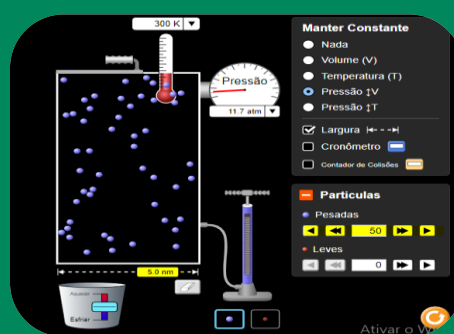 300 K
Pressão
11.7 atm
5.0 nm
Aquecer
Esfriar
Manter Constante
Nada
Volume (V)
Temperatura (T)
Pressão ↕V
Pressão ↕T
Largura
Cronômetro
Contador de Colisões
Partículas
Pesadas
50
Leves
0
Ativar o W